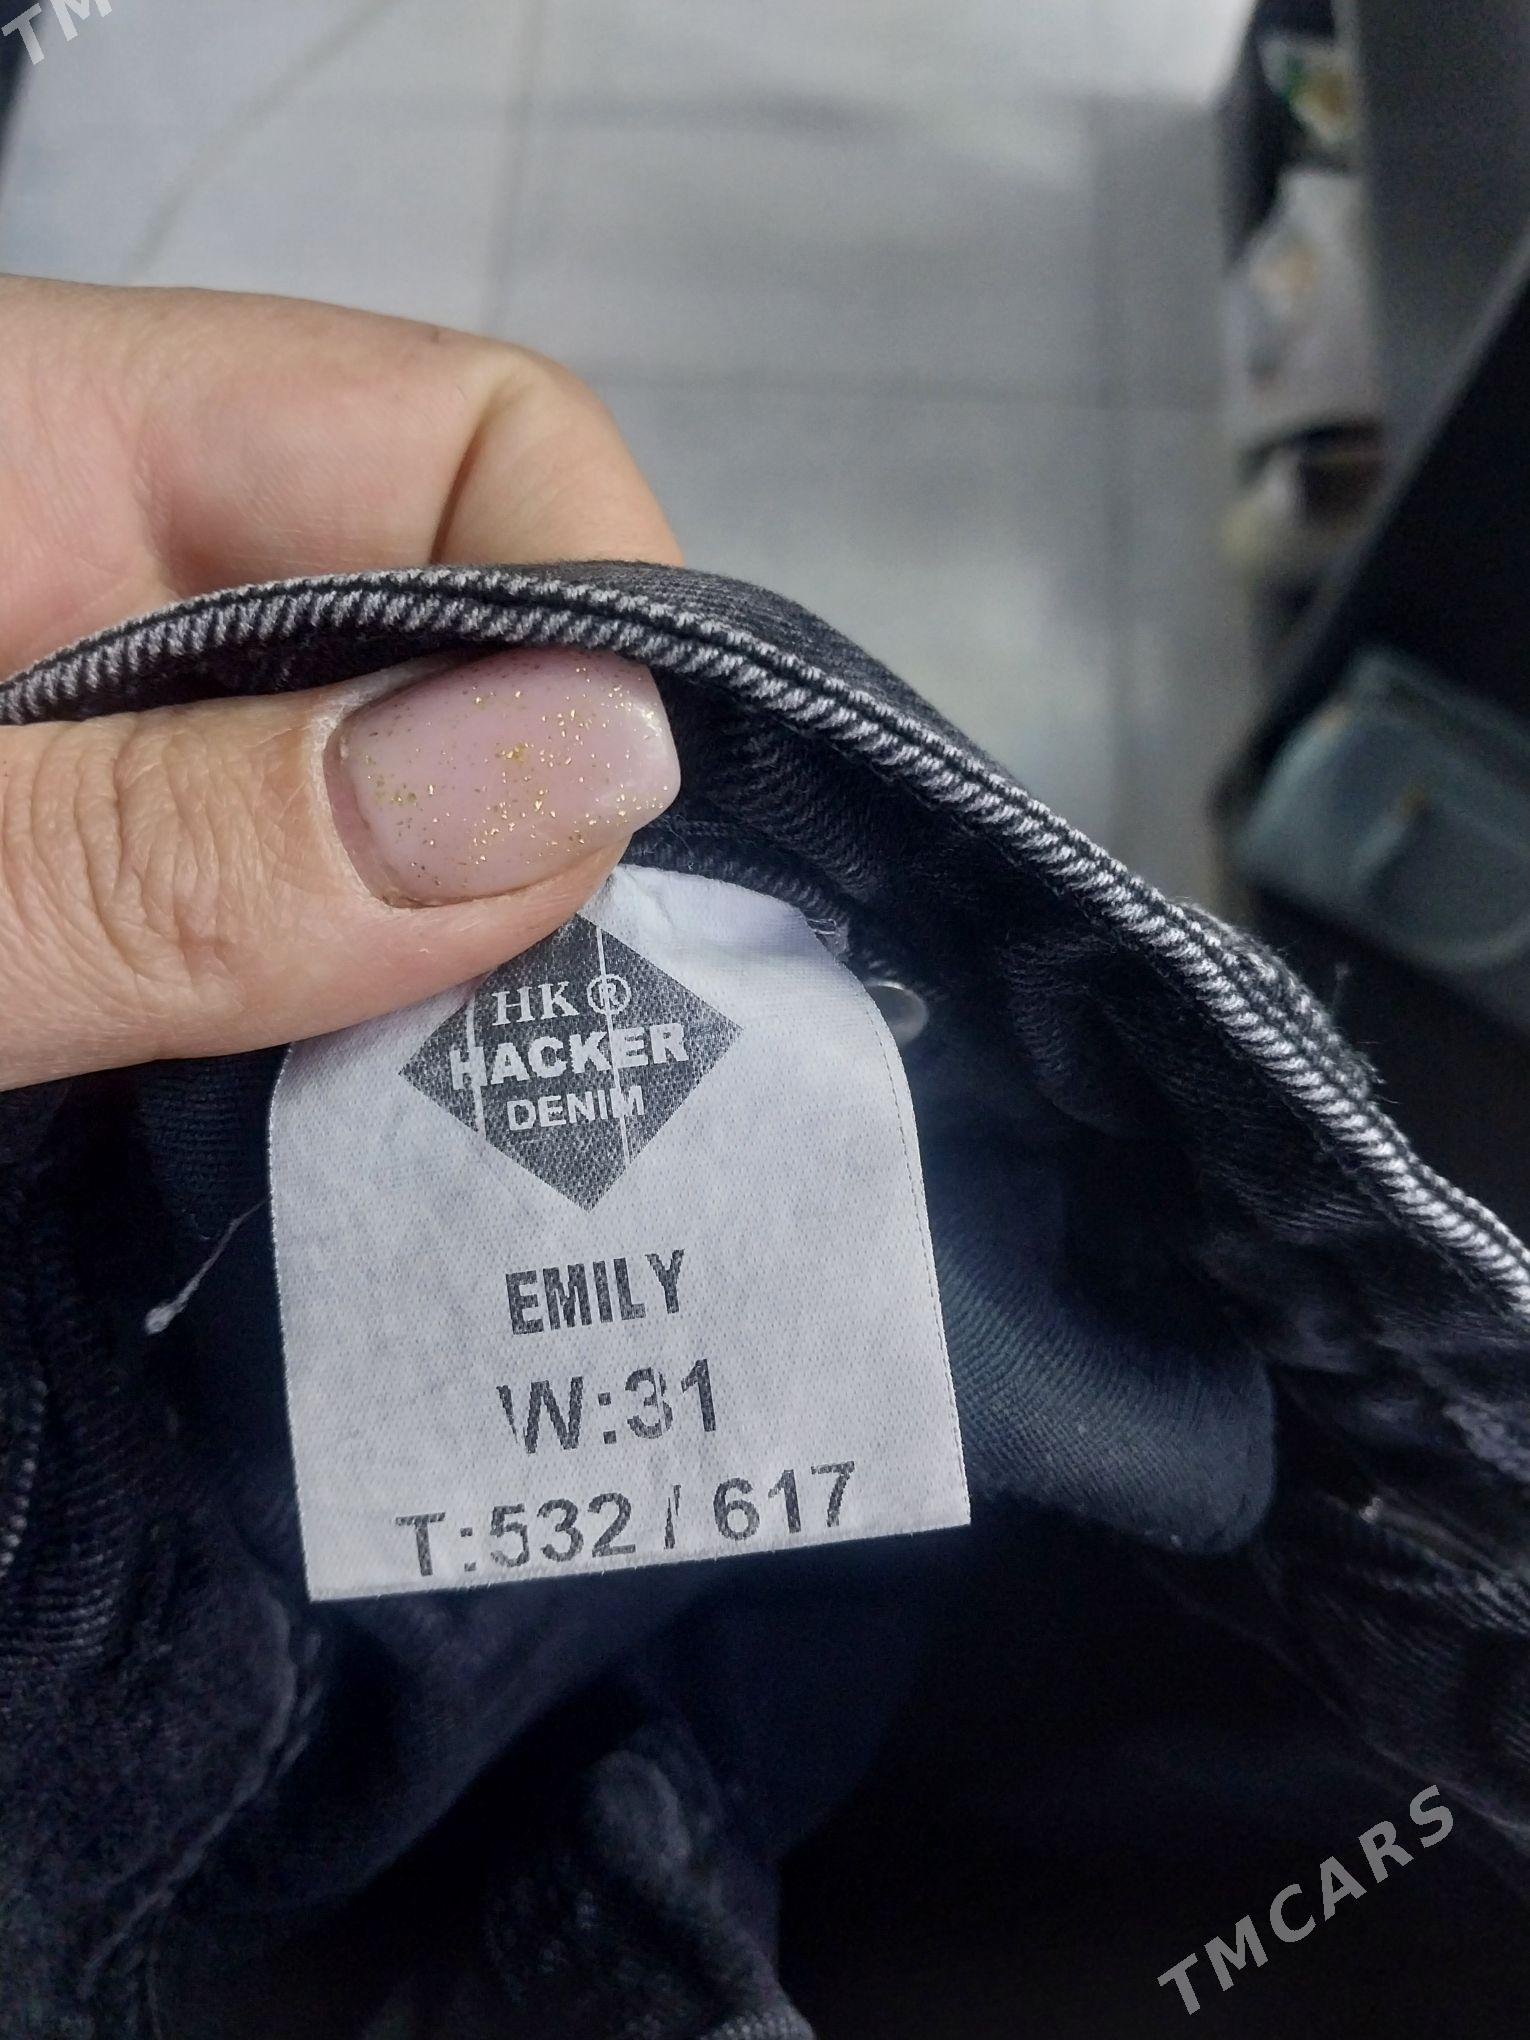 TM
HK®
HACKER
DENIM
EMILY
W:31
T:532 / 617
TMCARS